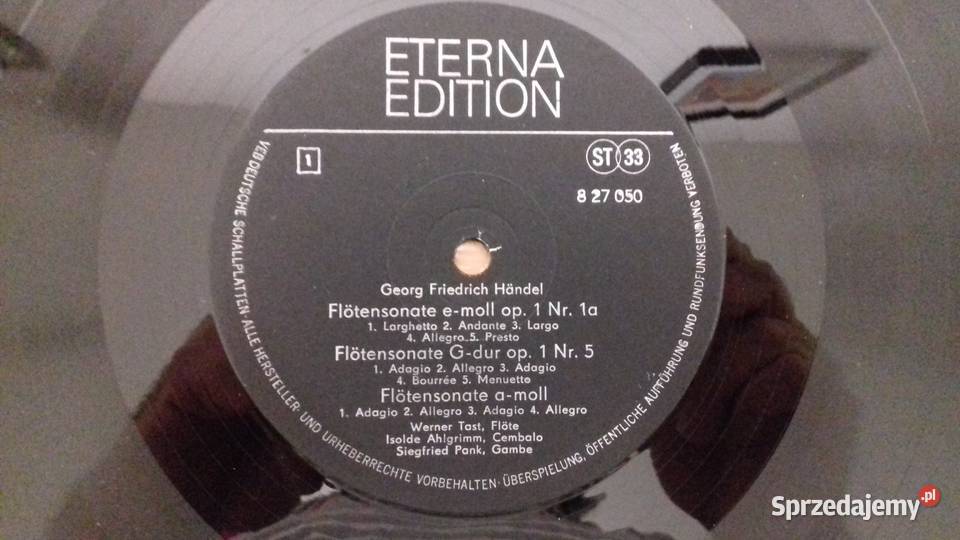 ETERNA
EDITION
1
ST 33
8 27 050
Georg Friedrich Händel
Flötensonate e-moll op. 1 Nr. 1a
1. Larghetto 2. Andante 3. Largo
4. Allegro 5. Presto
Flötensonate G-dur op. 1 Nr. 5
1. Adagio 2. Allegro 3. Adagio
4. Bourrée 5. Menuetto
Flötensonate a-moll
1. Adagio 2. Allegro 3. Adagio 4. Allegro
Werner Tast, Flöte
Isolde Ahlgrimm, Cembalo
Siegfried Pank, Gambe
VEB DEUTSCHE SCHALLPLATTEN · ALLE HERSTELLER- UND URHEBERRECHTE VORBEHALTEN · ÜBERSPIELUNG, ÖFFENTLICHE AUFFÜHRUNG UND RUNDFUNKSENDUNG VERBOTEN
Sprzedajemy.pl